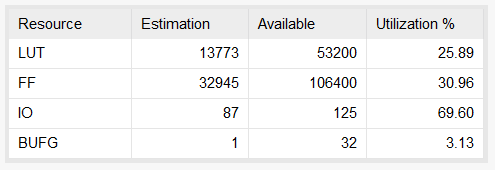 Resource Estimation Available Utilization %
LUT 13773 53200 25.89
FF 32945 106400 30.96
IO 87 125 69.60
BUFG 1 32 3.13